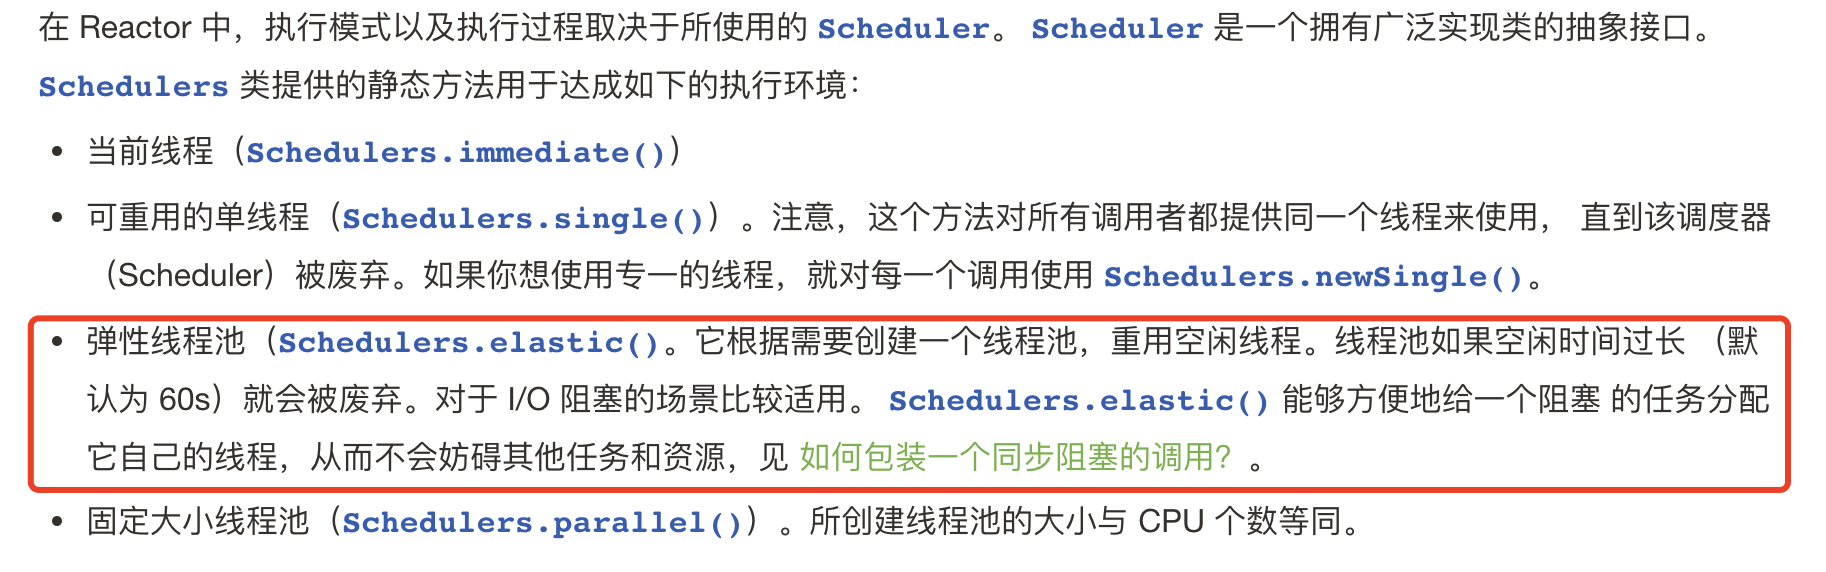 在 Reactor 中，执行模式以及执行过程取决于所使用的 Scheduler。 Scheduler 是一个拥有广泛实现类的抽象接口。
Schedulers 类提供的静态方法用于达成如下的执行环境：
• 当前线程（Schedulers.immediate()）
• 可重用的单线程（Schedulers.single()）。注意，这个方法对所有调用者都提供同一个线程来使用， 直到该调度器
（Scheduler）被废弃。如果你想使用专一的线程，就对每一个调用使用 Schedulers.newSingle()。
• 弹性线程池（Schedulers.elastic()。它根据需要创建一个线程池，重用空闲线程。线程池如果空闲时间过长 （默
认为 60s）就会被废弃。对于 I/O 阻塞的场景比较适用。 Schedulers.elastic() 能够方便地给一个阻塞 的任务分配
它自己的线程，从而不会妨碍其他任务和资源，见 如何包装一个同步阻塞的调用？。
• 固定大小线程池（Schedulers.parallel()）。所创建线程池的大小与 CPU 个数等同。